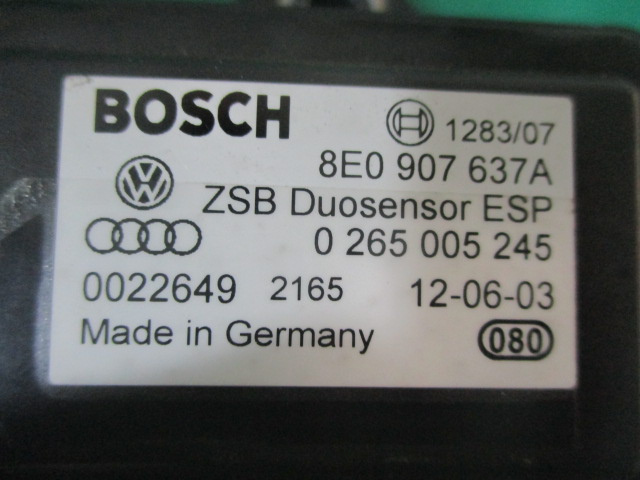 BOSCH 1283/07
8E0 907 637A
ZSB Duosensor ESP
0 265 005 245
0022649 2165 12-06-03
Made in Germany 080